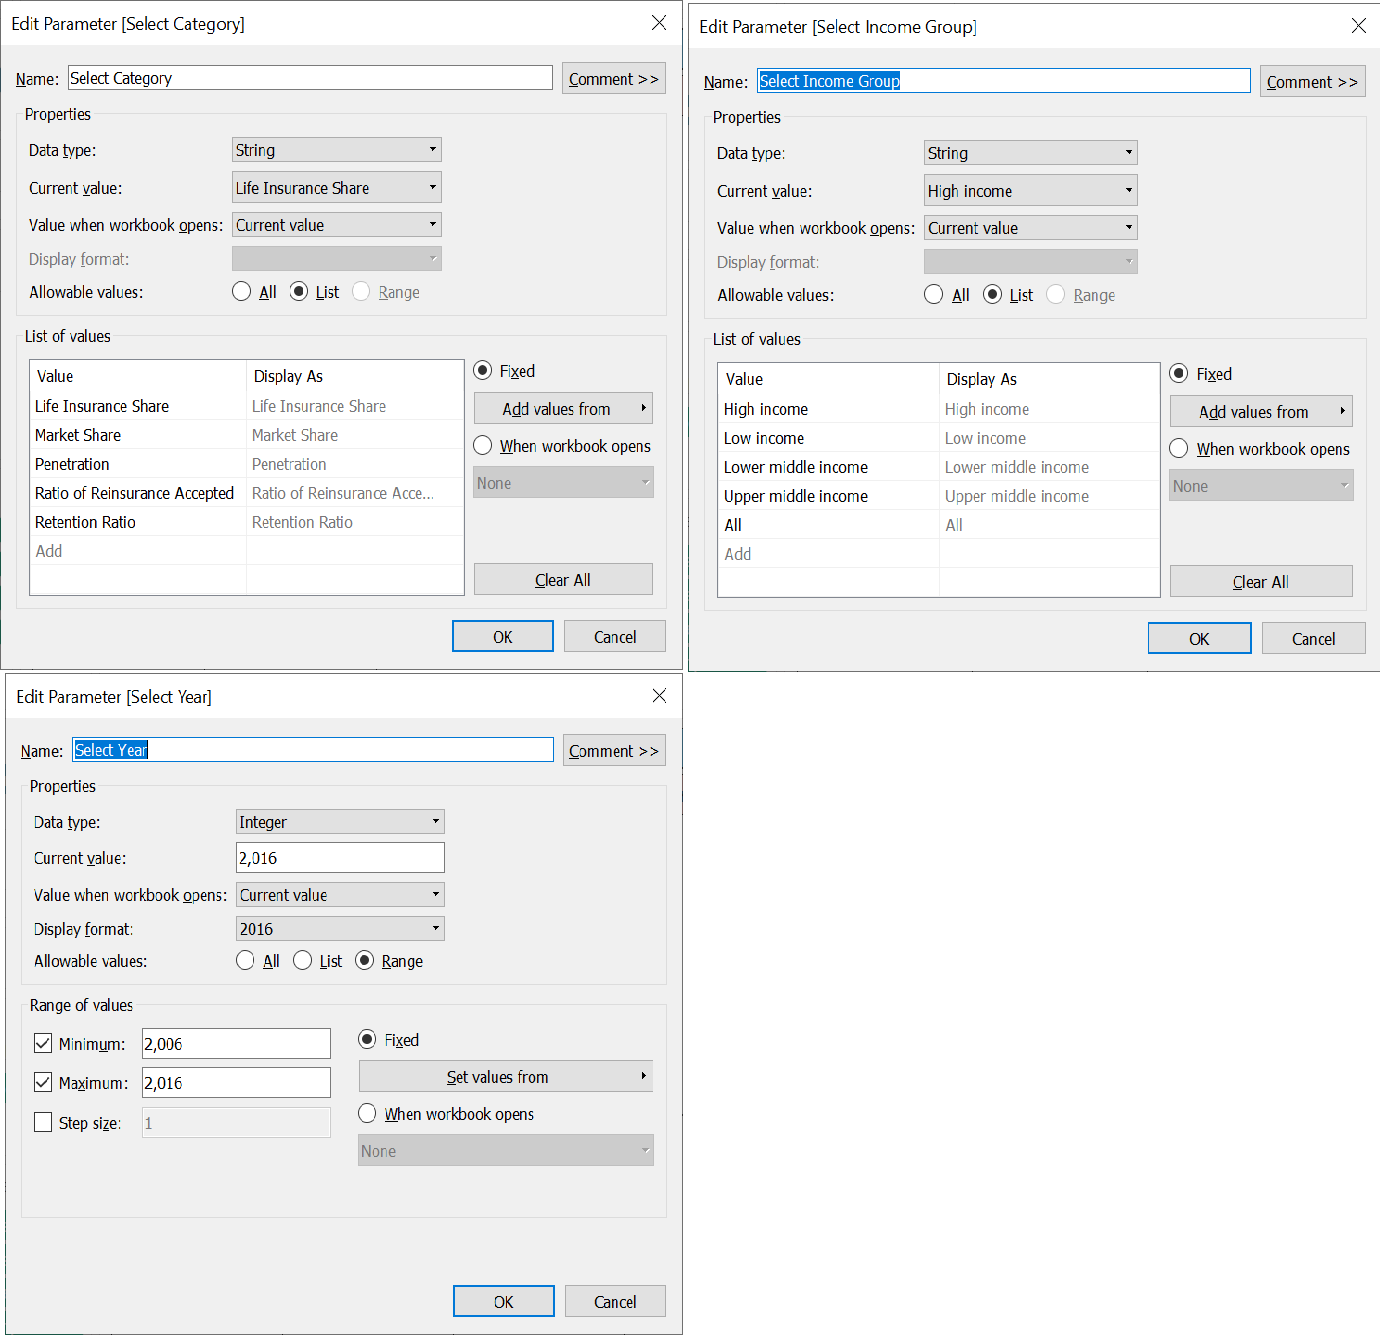 Edit Parameter [Select Category]
Name: Select Category Comment >>
Properties
Data type: String
Current value: Life Insurance Share
Value when workbook opens: Current value
Display format:
Allowable values: All List Range
List of values
Value Display As
Life Insurance Share Life Insurance Share
Market Share Market Share
Penetration Penetration
Ratio of Reinsurance Accepted Ratio of Reinsurance Acce...
Retention Ratio Retention Ratio
Add
Fixed
Add values from
When workbook opens
None
Clear All
OK Cancel
Edit Parameter [Select Income Group]
Name: Select Income Group Comment >>
Properties
Data type: String
Current value: High income
Value when workbook opens: Current value
Display format:
Allowable values: All List Range
List of values
Value Display As
High income High income
Low income Low income
Lower middle income Lower middle income
Upper middle income Upper middle income
All All
Add
Fixed
Add values from
When workbook opens
None
Clear All
OK Cancel
Edit Parameter [Select Year]
Name: Select Year Comment >>
Properties
Data type: Integer
Current value: 2,016
Value when workbook opens: Current value
Display format: 2016
Allowable values: All List Range
Range of values
Minimum: 2,006
Maximum: 2,016
Step size: 1
Fixed
Set values from
When workbook opens
None
OK Cancel